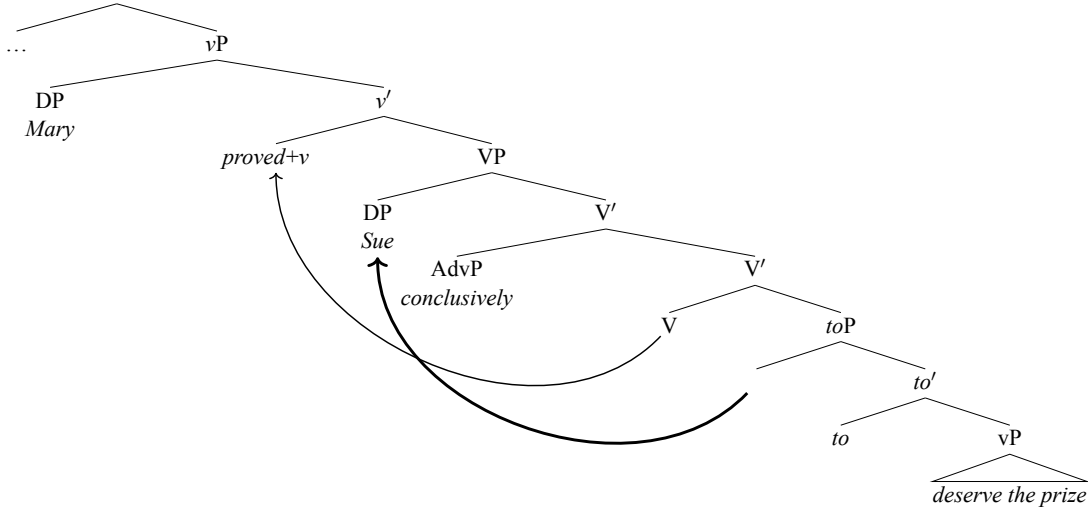 …
vP
DP
Mary
v′
proved+v
VP
DP
Sue
V′
AdvP
conclusively
V′
V
toP
to′
to
vP
deserve the prize